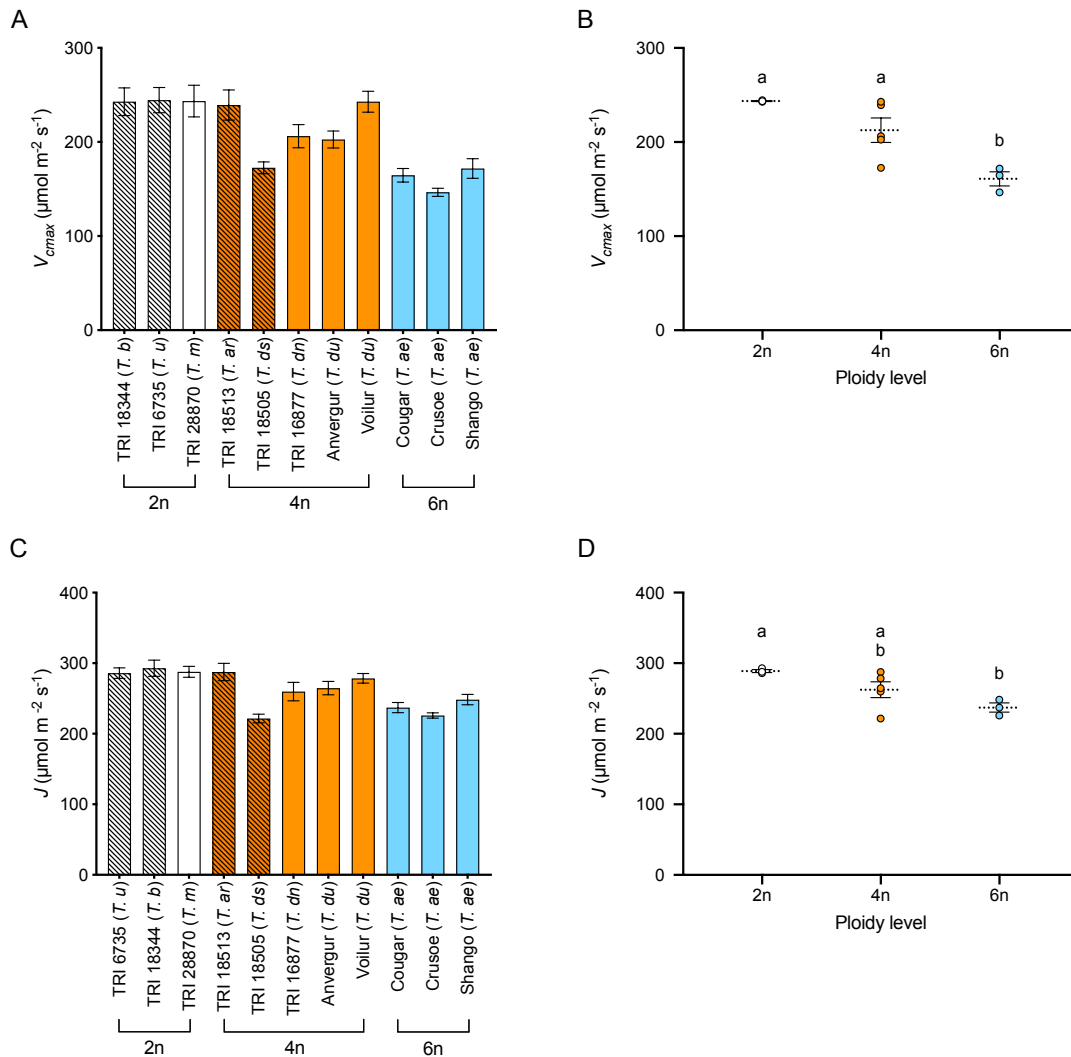 A
300
200
100
0
Vcmax (µmol m-2 s-1)
TRI 18344 (T. b)
TRI 6735 (T. u)
TRI 28870 (T. m)
TRI 18513 (T. ar)
TRI 18505 (T. ds)
TRI 16877 (T. dn)
Anvergur (T. du)
Voilur (T. du)
Cougar (T. ae)
Crusoe (T. ae)
Shango (T. ae)
2n 4n 6n
B
300
200
100
0
Vcmax (µmol m-2 s-1)
a a b
2n 4n 6n
Ploidy level
C
400
300
200
100
0
J (µmol m-2 s-1)
TRI 6735 (T. u)
TRI 18344 (T. b)
TRI 28870 (T. m)
TRI 18513 (T. ar)
TRI 18505 (T. ds)
TRI 16877 (T. dn)
Anvergur (T. du)
Voilur (T. du)
Cougar (T. ae)
Crusoe (T. ae)
Shango (T. ae)
2n 4n 6n
D
400
300
200
100
0
J (µmol m-2 s-1)
a a
b b
2n 4n 6n
Ploidy level